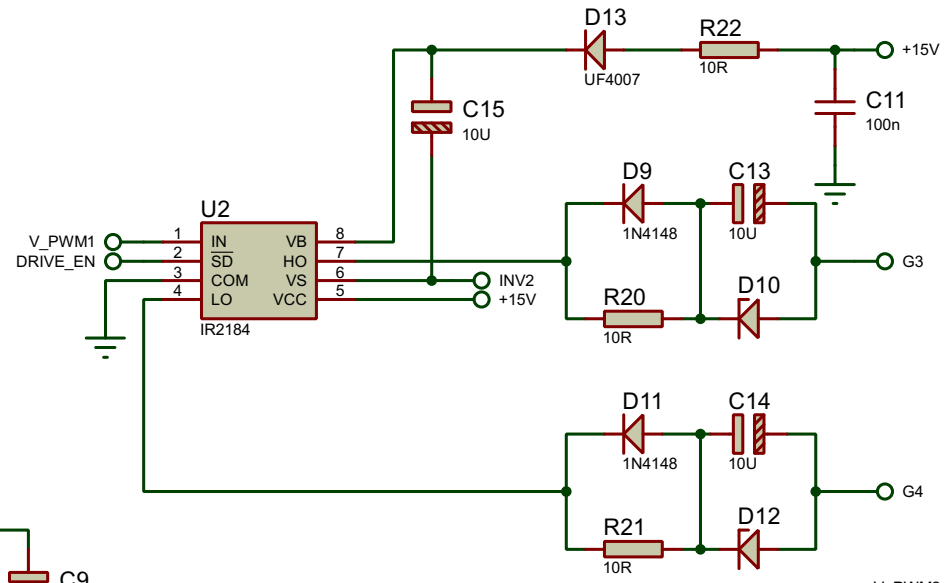 D13
R22
+15V
UF4007
10R
C15
10U
C11
100n
D9
1N4148
C13
10U
U2
V_PWM1
1
IN
VB
8
DRIVE_EN
2
SD
HO
7
G3
3
COM
VS
6
INV2
4
LO
VCC
5
+15V
IR2184
R20
10R
D10
D11
1N4148
C14
10U
G4
R21
10R
D12
C9